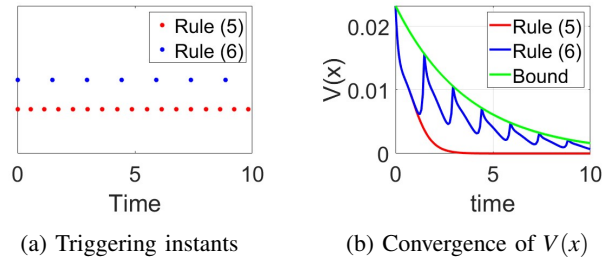 Rule (5)
Rule (6)
0 5 10
Time
(a) Triggering instants
0.02
0.01
0
V(x)
Rule (5)
Rule (6)
Bound
0 5 10
time
(b) Convergence of V(x)